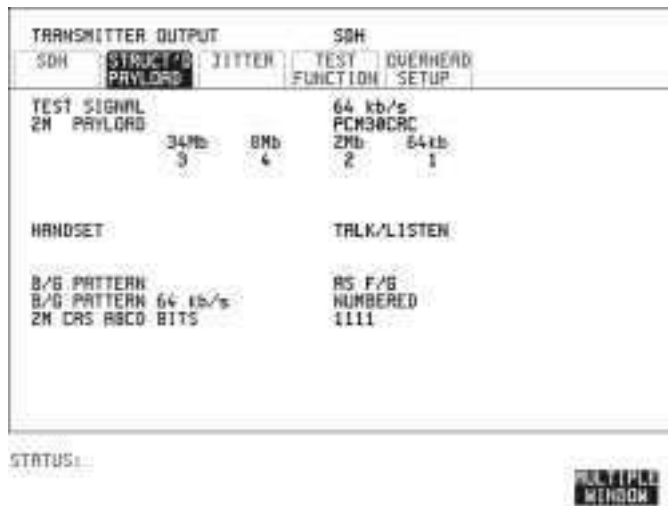 TRANSMITTER OUTPUT SDH
SDH STRUCT'D PAYLOAD JITTER TEST FUNCTION OVERHEAD SETUP
TEST SIGNAL 64 kb/s
2M PAYLOAD PCM30CRC
34Mb 8Mb 2Mb 64kb
3 4 2 1
HANDSET TALK/LISTEN
B/G PATTERN AS F/G
B/G PATTERN 64 kb/s NUMBERED
2M CAS ABCD BITS 1111
STATUS:
MULTIPLE
WINDOW